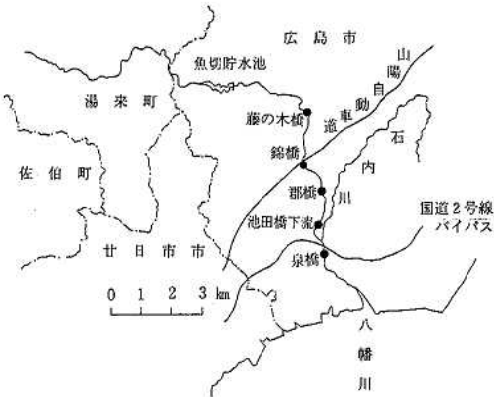 広島市
魚切貯水池
湯来町
山陽自動車道
藤の木橋
石内川
佐伯町
錦橋
郡橋
池田橋下流
国道2号線
バイパス
廿日市市
泉橋
0 1 2 3 km
八幡川